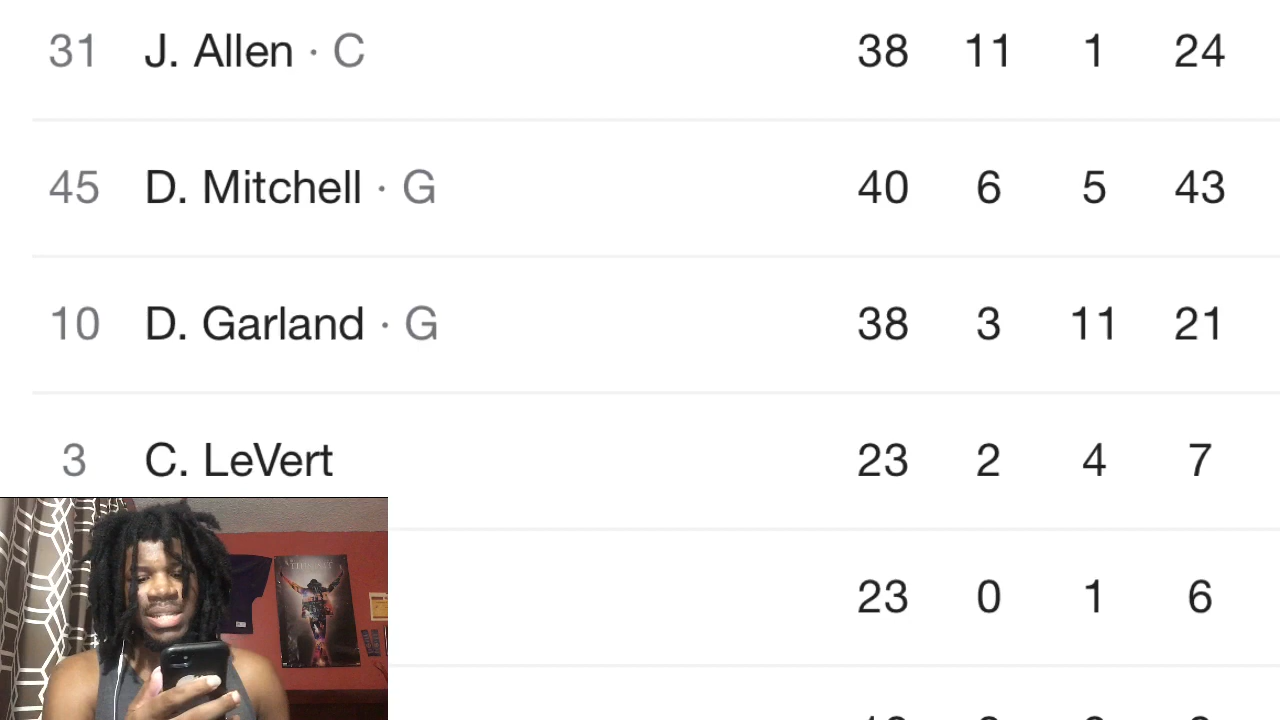 31 J. Allen · C 38 11 1 24
45 D. Mitchell · G 40 6 5 43
10 D. Garland · G 38 3 11 21
3 C. LeVert 23 2 4 7
23 0 1 6